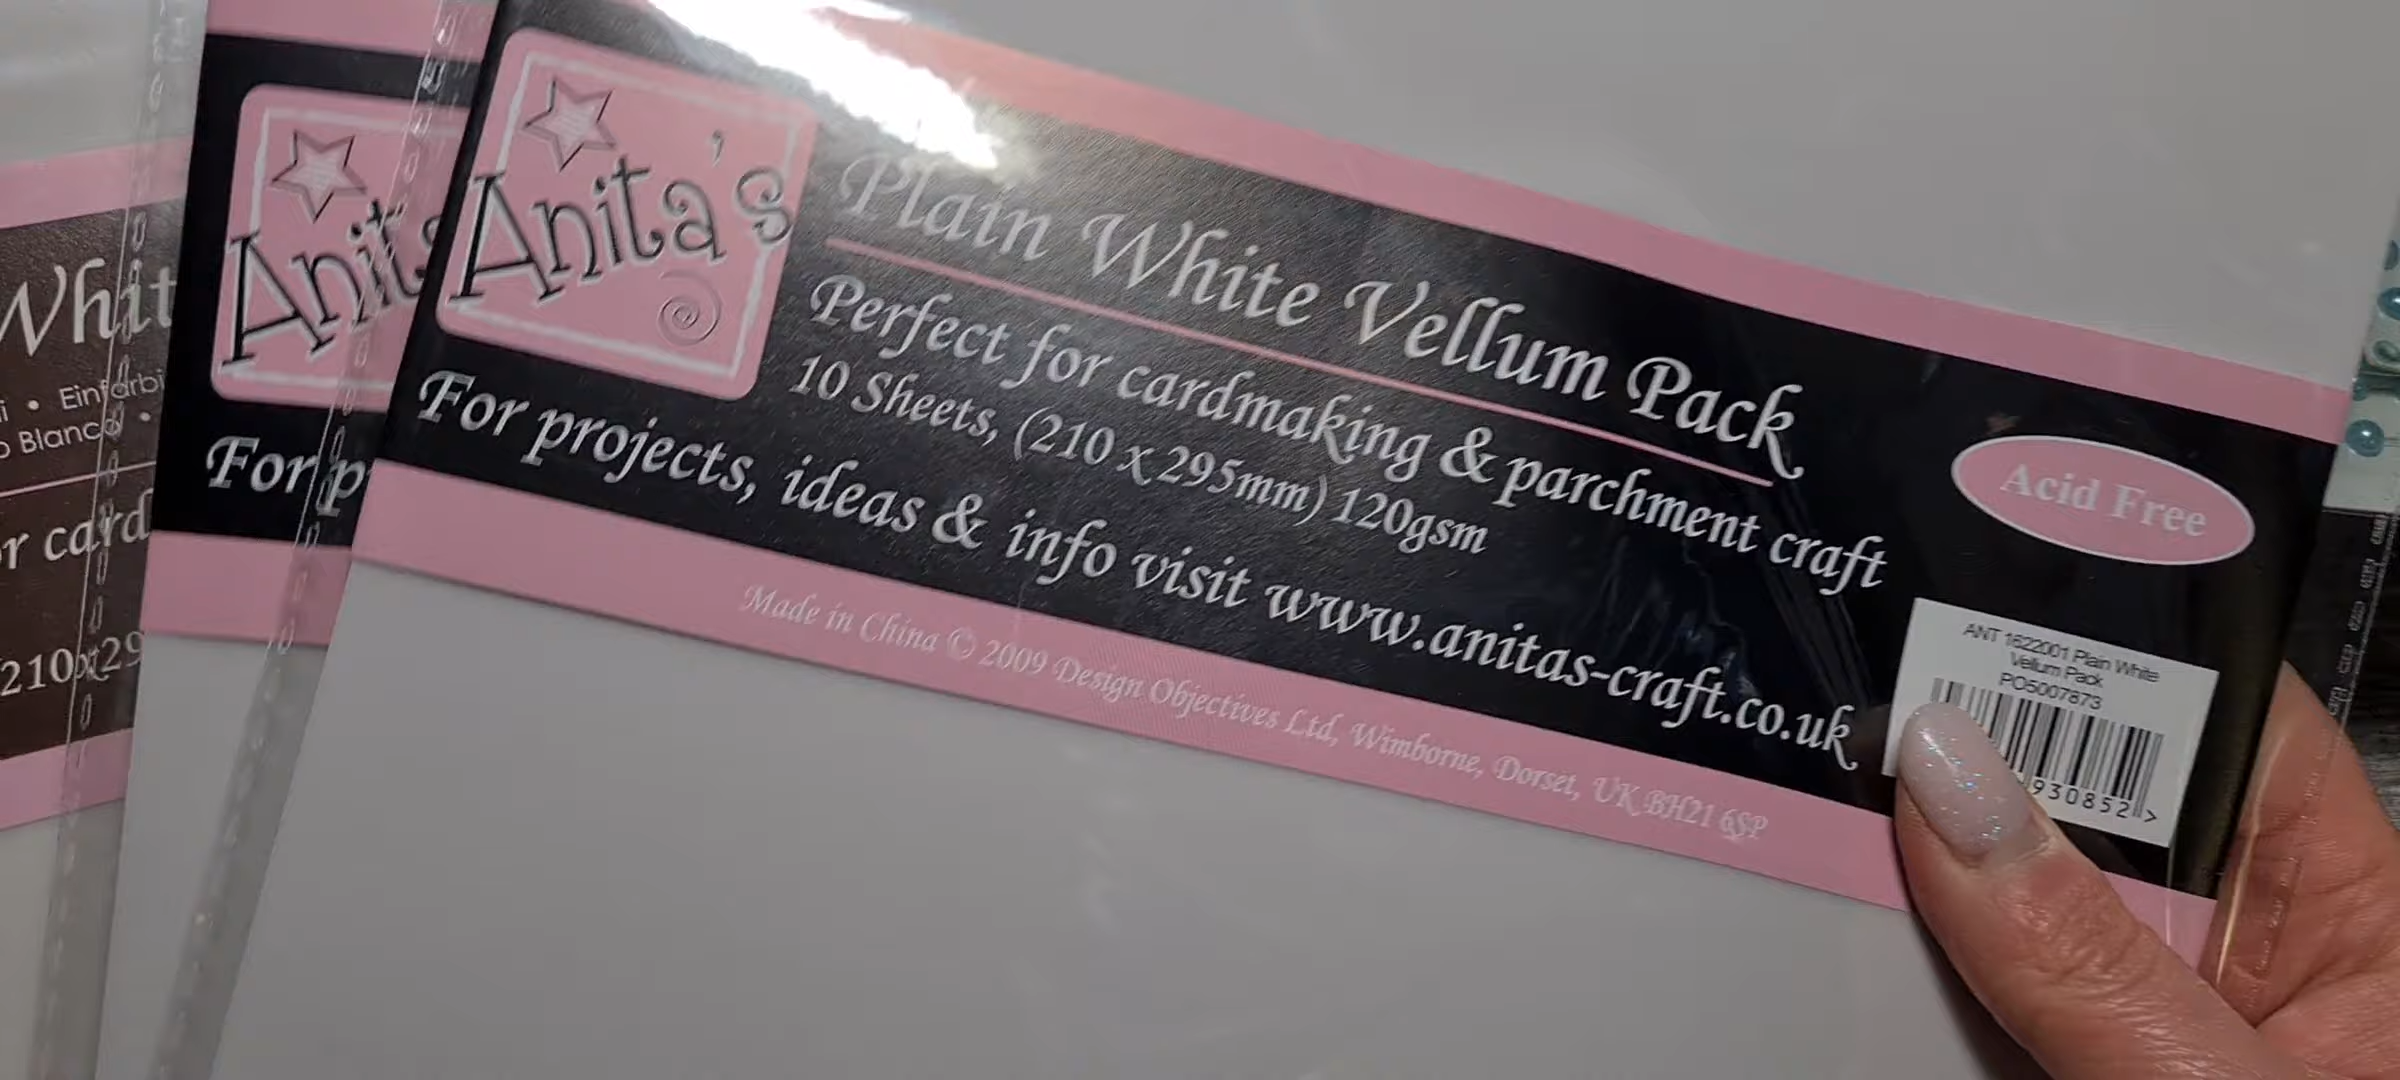 Anita's
Plain White Vellum Pack
Perfect for cardmaking & parchment craft
10 Sheets, (210 x 295mm) 120gsm
For projects, ideas & info visit www.anitas-craft.co.uk
Made in China © 2009 Design Objectives Ltd, Wimborne, Dorset, UK BH21 6SP
Acid Free
ANT 1622001 Plain White
Vellum Pack
PO5007873
930852 >
Anita
For p
Whit
i • Einfarbi
o Blanco •
r card
210x29